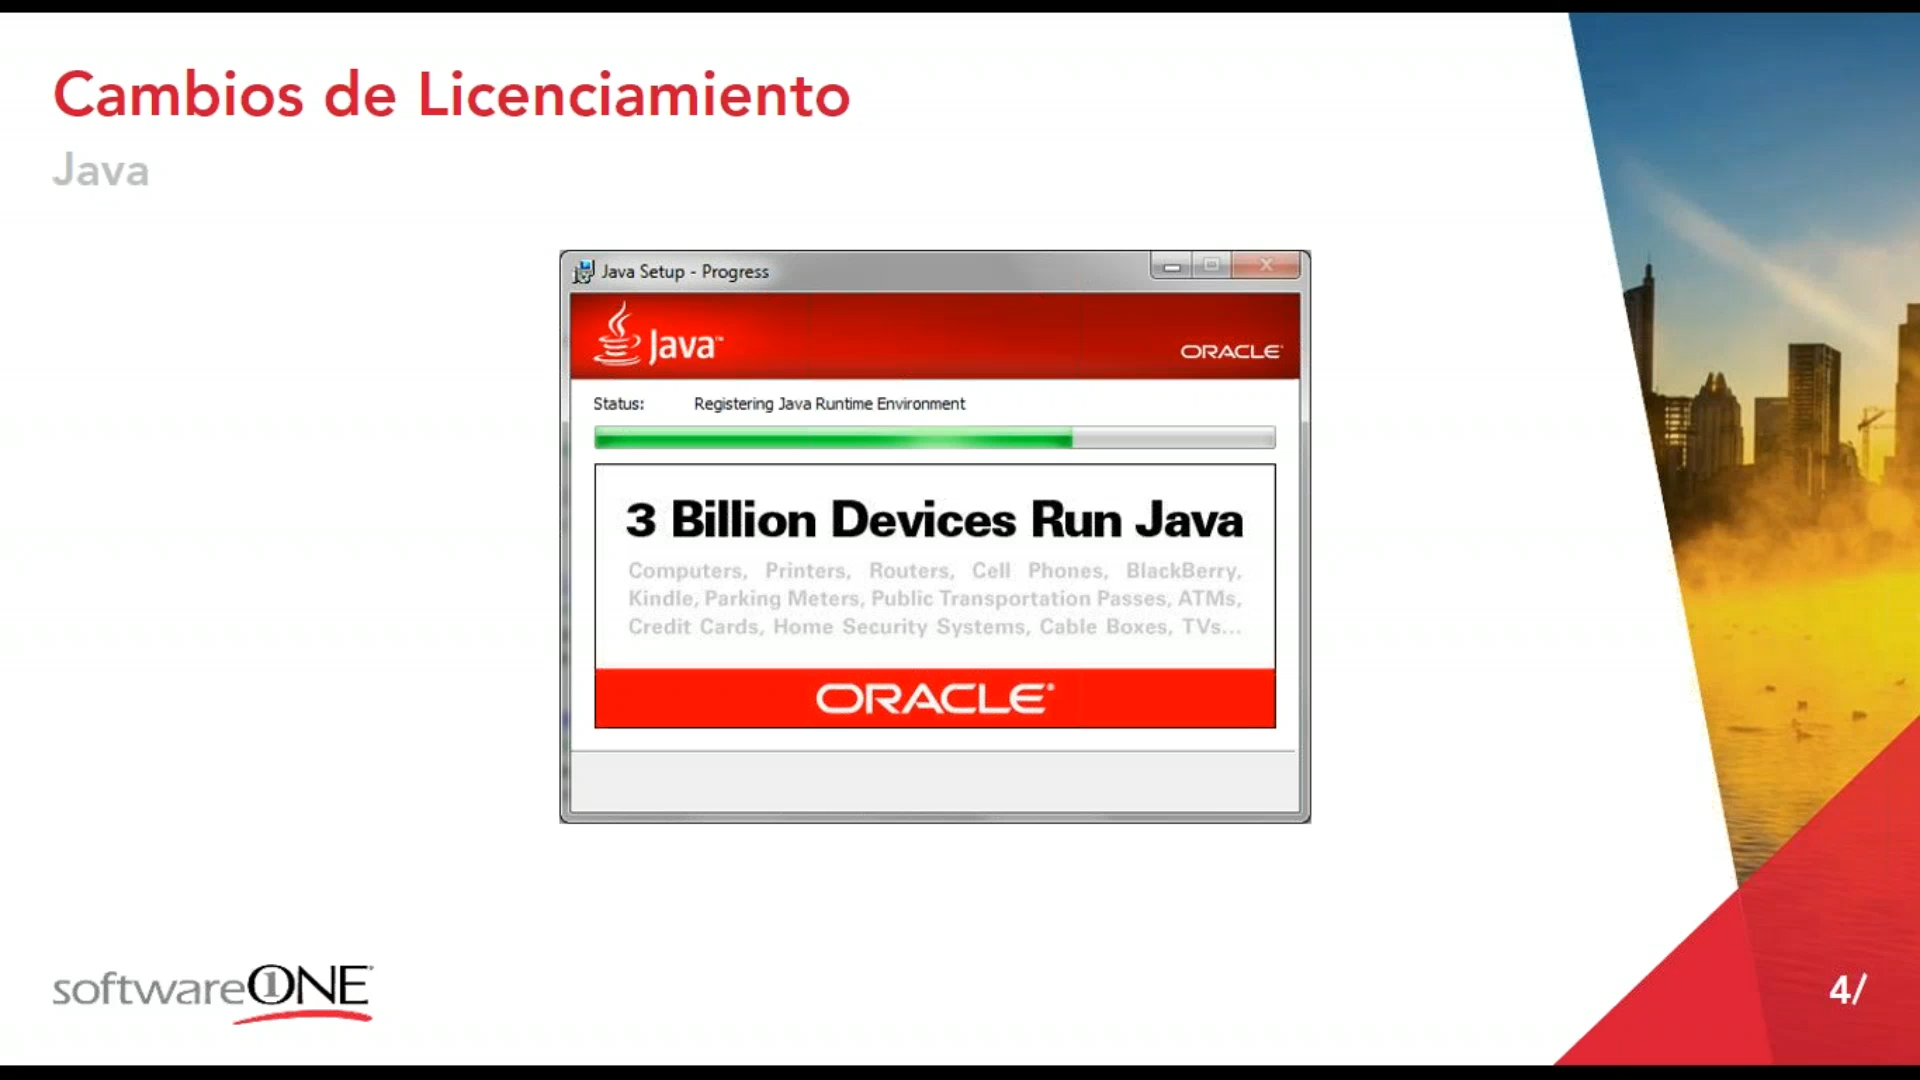 Cambios de Licenciamiento
Java
Java Setup - Progress
Java™
ORACLE®
Status: Registering Java Runtime Environment
3 Billion Devices Run Java
Computers, Printers, Routers, Cell Phones, BlackBerry,
Kindle, Parking Meters, Public Transportation Passes, ATMs,
Credit Cards, Home Security Systems, Cable Boxes, TVs...
ORACLE®
software1ONE®
4/